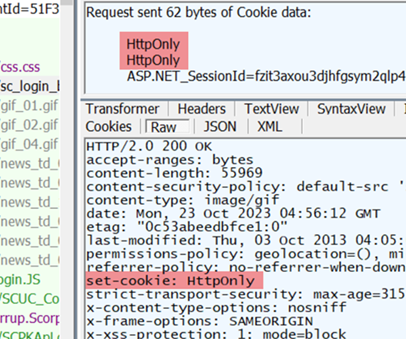 ntId=51F3
/css.css
/sc_login_b
/gif_01.gif
/gif_02.gif
/gif_04.gif
/news_td_
/news_td_
/news_td_
/news_td_
/news_td_
ogin.JS
/SCUC_Co
rrup.Scorp
/SCPKApLo
Request sent 62 bytes of Cookie data:
HttpOnly
HttpOnly
ASP.NET_SessionId=fzit3axou3djhfgsym2qlp4
Transformer Headers TextView SyntaxView
Cookies Raw JSON XML
HTTP/2.0 200 OK
accept-ranges: bytes
content-length: 55969
content-security-policy: default-src '
content-type: image/gif
date: Mon, 23 Oct 2023 04:56:12 GMT
etag: "0c53abeedbfce1:0"
last-modified: Thu, 03 Oct 2013 04:05:
permissions-policy: geolocation=(), mi
referrer-policy: no-referrer-when-down
set-cookie: HttpOnly
strict-transport-security: max-age=315
x-content-type-options: nosniff
x-frame-options: SAMEORIGIN
x-xss-protection: 1; mode=block